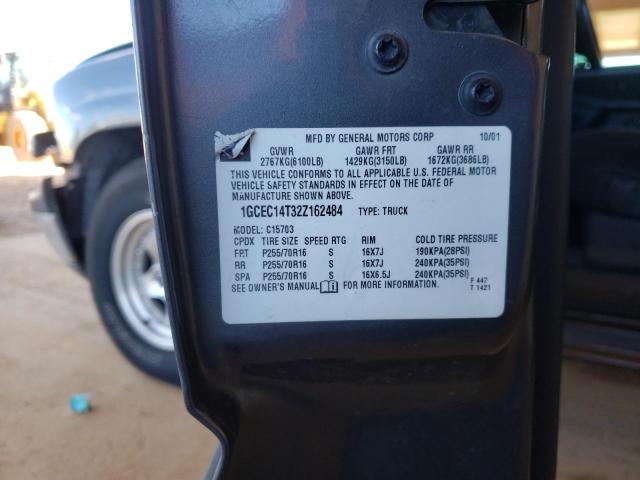 MFD BY GENERAL MOTORS CORP 10/01
GVWR GAWR FRT GAWR RR
2767KG(6100LB) 1429KG(3150LB) 1672KG(3686LB)
THIS VEHICLE CONFORMS TO ALL APPLICABLE U.S. FEDERAL MOTOR
VEHICLE SAFETY STANDARDS IN EFFECT ON THE DATE OF
MANUFACTURE SHOWN ABOVE.
1GCEC14T32Z162484 TYPE: TRUCK
MODEL: C15703
CPDX TIRE SIZE SPEED RTG RIM COLD TIRE PRESSURE
FRT P255/70R16 S 16X7J 190KPA(28PSI)
RR P255/70R16 S 16X7J 240KPA(35PSI)
SPA P255/70R16 S 16X6.5J 240KPA(35PSI)
SEE OWNER'S MANUAL FOR MORE INFORMATION.
F 447
T 1421